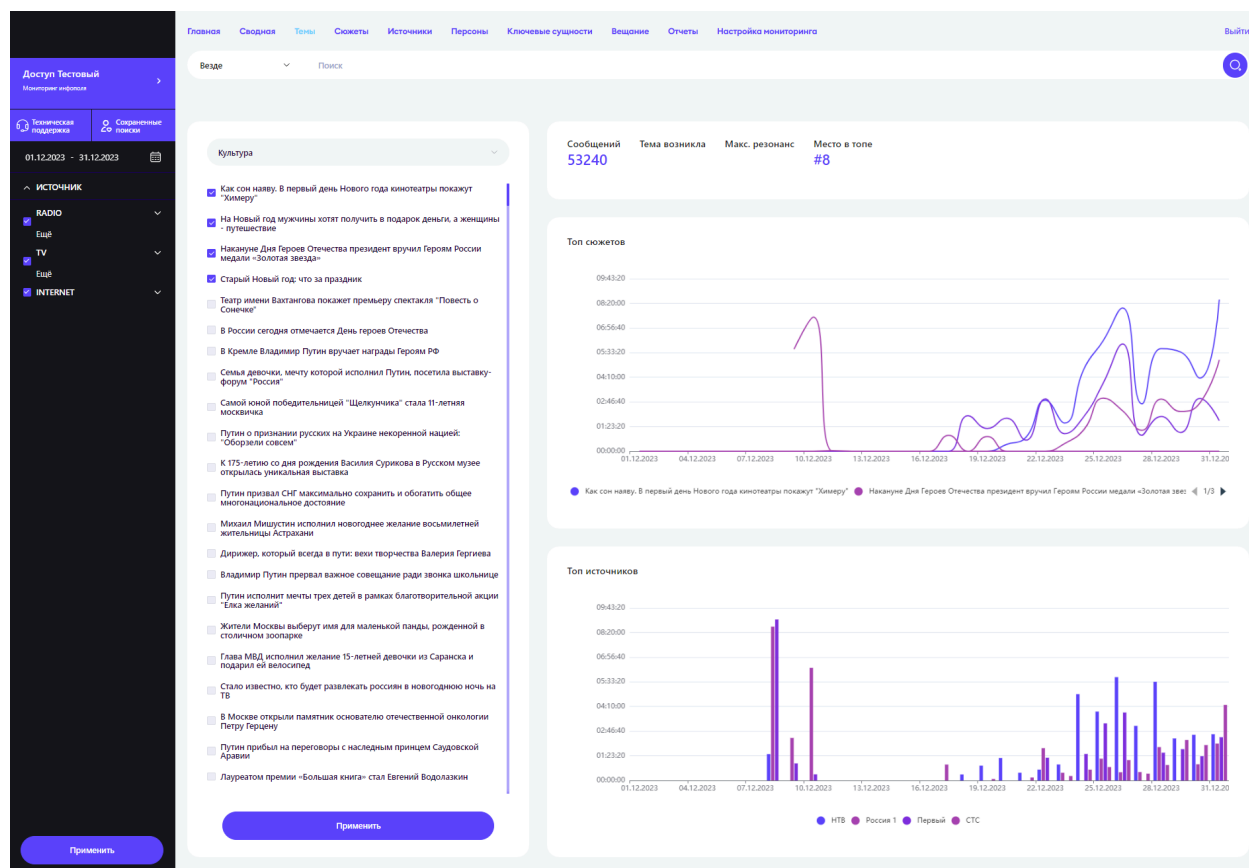 Главная Сводная Темы Сюжеты Источники Персоны Ключевые сущности Вещание Отчеты Настройка мониторинга Выйти
Везде Поиск
Доступ Тестовый
Мониторинг инфополя
Техническая поддержка
Сохраненные поиски
01.12.2023 - 31.12.2023
ИСТОЧНИК
RADIO
Ещё
TV
Ещё
INTERNET
Применить
Культура
Как сон наяву. В первый день Нового года кинотеатры покажут
"Химеру"
На Новый год мужчины хотят получить в подарок деньги, а женщины
- путешествие
Накануне Дня Героев Отечества президент вручил Героям России
медали «Золотая звезда»
Старый Новый год: что за праздник
Театр имени Вахтангова покажет премьеру спектакля "Повесть о
Сонечке"
В России сегодня отмечается День героев Отечества
В Кремле Владимир Путин вручает награды Героям РФ
Семья девочки, мечту которой исполнил Путин, посетила выставку-
форум "Россия"
Самой юной победительницей "Щелкунчика" стала 11-летняя
москвичка
Путин о признании русских на Украине некоренной нацией:
"Оборзели совсем"
К 175-летию со дня рождения Василия Сурикова в Русском музее
открылась уникальная выставка
Путин призвал СНГ максимально сохранить и обогатить общее
многонациональное достояние
Михаил Мишустин исполнил новогоднее желание восьмилетней
жительницы Астрахани
Дирижер, который всегда в пути: вехи творчества Валерия Гергиева
Владимир Путин прервал важное совещание ради звонка школьнице
Путин исполнит мечты трех детей в рамках благотворительной акции
"Елка желаний"
Жители Москвы выберут имя для маленькой панды, рожденной в
столичном зоопарке
Глава МВД исполнил желание 15-летней девочки из Саранска и
подарил ей велосипед
Стало известно, кто будет развлекать россиян в новогоднюю ночь на
ТВ
В Москве открыли памятник основателю отечественной онкологии
Петру Герцену
Путин прибыл на переговоры с наследным принцем Саудовской
Аравии
Лауреатом премии «Большая книга» стал Евгений Водолазкин
Применить
Сообщений Тема возникла Макс. резонанс Место в топе
53240 #8
Топ сюжетов
09:43:20
08:20:00
06:56:40
05:33:20
04:10:00
02:46:40
01:23:20
00:00:00
01.12.2023 04.12.2023 07.12.2023 10.12.2023 13.12.2023 16.12.2023 19.12.2023 22.12.2023 25.12.2023 28.12.2023 31.12.20
Как сон наяву. В первый день Нового года кинотеатры покажут "Химеру" Накануне Дня Героев Отечества президент вручил Героям России медали «Золотая звез 1/3
Топ источников
09:43:20
08:20:00
06:56:40
05:33:20
04:10:00
02:46:40
01:23:20
00:00:00
01.12.2023 04.12.2023 07.12.2023 10.12.2023 13.12.2023 16.12.2023 19.12.2023 22.12.2023 25.12.2023 28.12.2023 31.12.20
НТВ Россия 1 Первый СТС